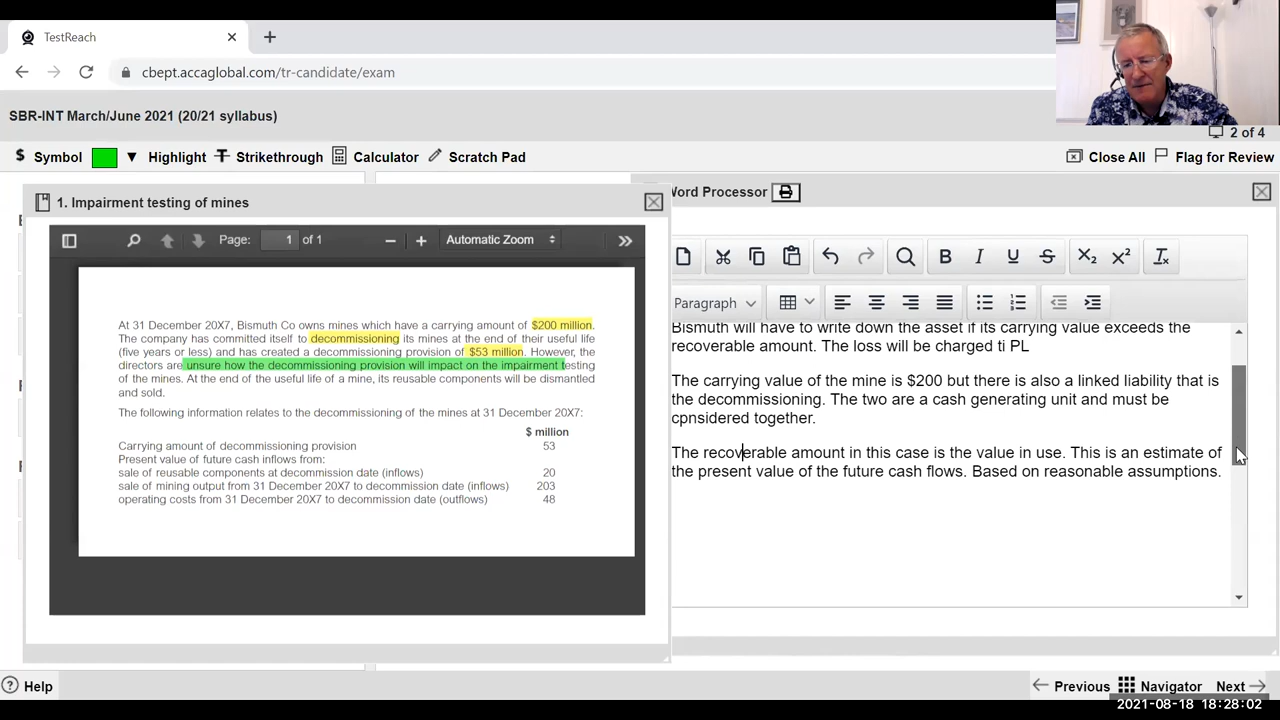 TestReach
cbept.accaglobal.com/tr-candidate/exam
SBR-INT March/June 2021 (20/21 syllabus)
2 of 4
$ Symbol Highlight Strikethrough Calculator Scratch Pad Close All Flag for Review
1. Impairment testing of mines
Page: 1 of 1 Automatic Zoom
At 31 December 20X7, Bismuth Co owns mines which have a carrying amount of $200 million.
The company has committed itself to decommissioning its mines at the end of their useful life
(five years or less) and has created a decommissioning provision of $53 million. However, the
directors are unsure how the decommissioning provision will impact on the impairment testing
of the mines. At the end of the useful life of a mine, its reusable components will be dismantled
and sold.
The following information relates to the decommissioning of the mines at 31 December 20X7:
$ million
Carrying amount of decommissioning provision 53
Present value of future cash inflows from:
sale of reusable components at decommission date (inflows) 20
sale of mining output from 31 December 20X7 to decommission date (inflows) 203
operating costs from 31 December 20X7 to decommission date (outflows) 48
Word Processor
B I U S X₂ X² Tx
Paragraph
Bismuth will have to write down the asset if its carrying value exceeds the
recoverable amount. The loss will be charged ti PL
The carrying value of the mine is $200 but there is also a linked liability that is
the decommissioning. The two are a cash generating unit and must be
cpnsidered together.
The recoverable amount in this case is the value in use. This is an estimate of
the present value of the future cash flows. Based on reasonable assumptions.
Help Previous Navigator Next
2021-08-18 18:28:02